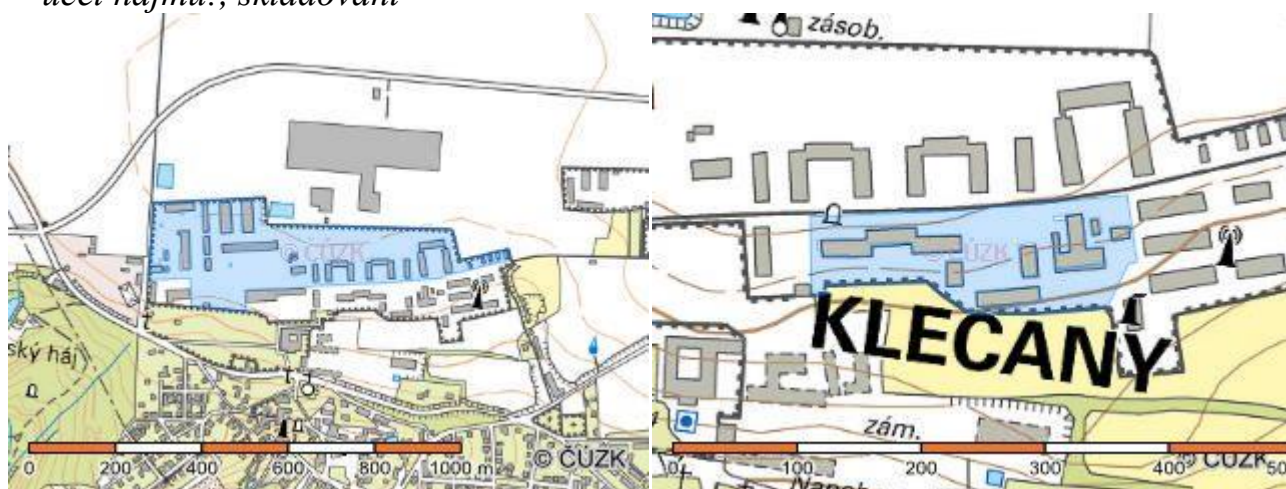 účel nájmu:, skladování
© ČÚZK
ský háj
0 200 400 600 800 1000 m
© ČÚZK
zásob.
© ČÚZK
KLECANY
zám.
0 100 200 300 400
© ČÚZK